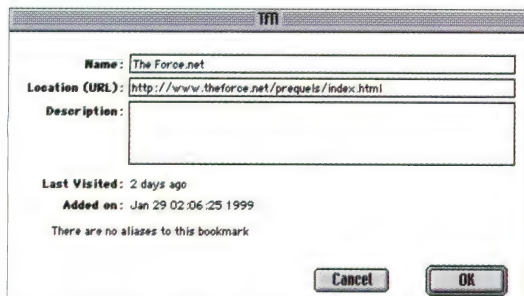 TFN
Name: The Force.net
Location (URL): http://www.theforce.net/prequels/index.html
Description:
Last Visited: 2 days ago
Added on: Jan 29 02:06:25 1999
There are no aliases to this bookmark
Cancel OK